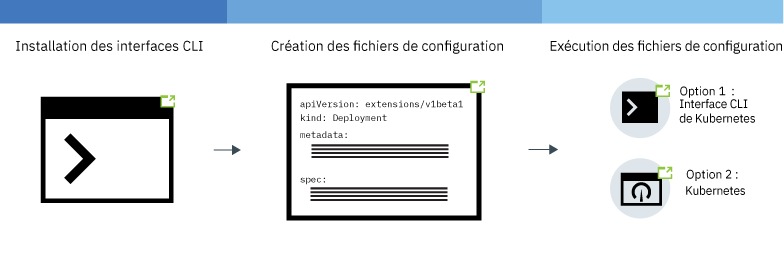 Installation des interfaces CLI
Création des fichiers de configuration
Exécution des fichiers de configuration
apiVersion: extensions/v1beta1
kind: Deployment
metadata:
spec:
Option 1 :
Interface CLI
de Kubernetes
Option 2 :
Kubernetes